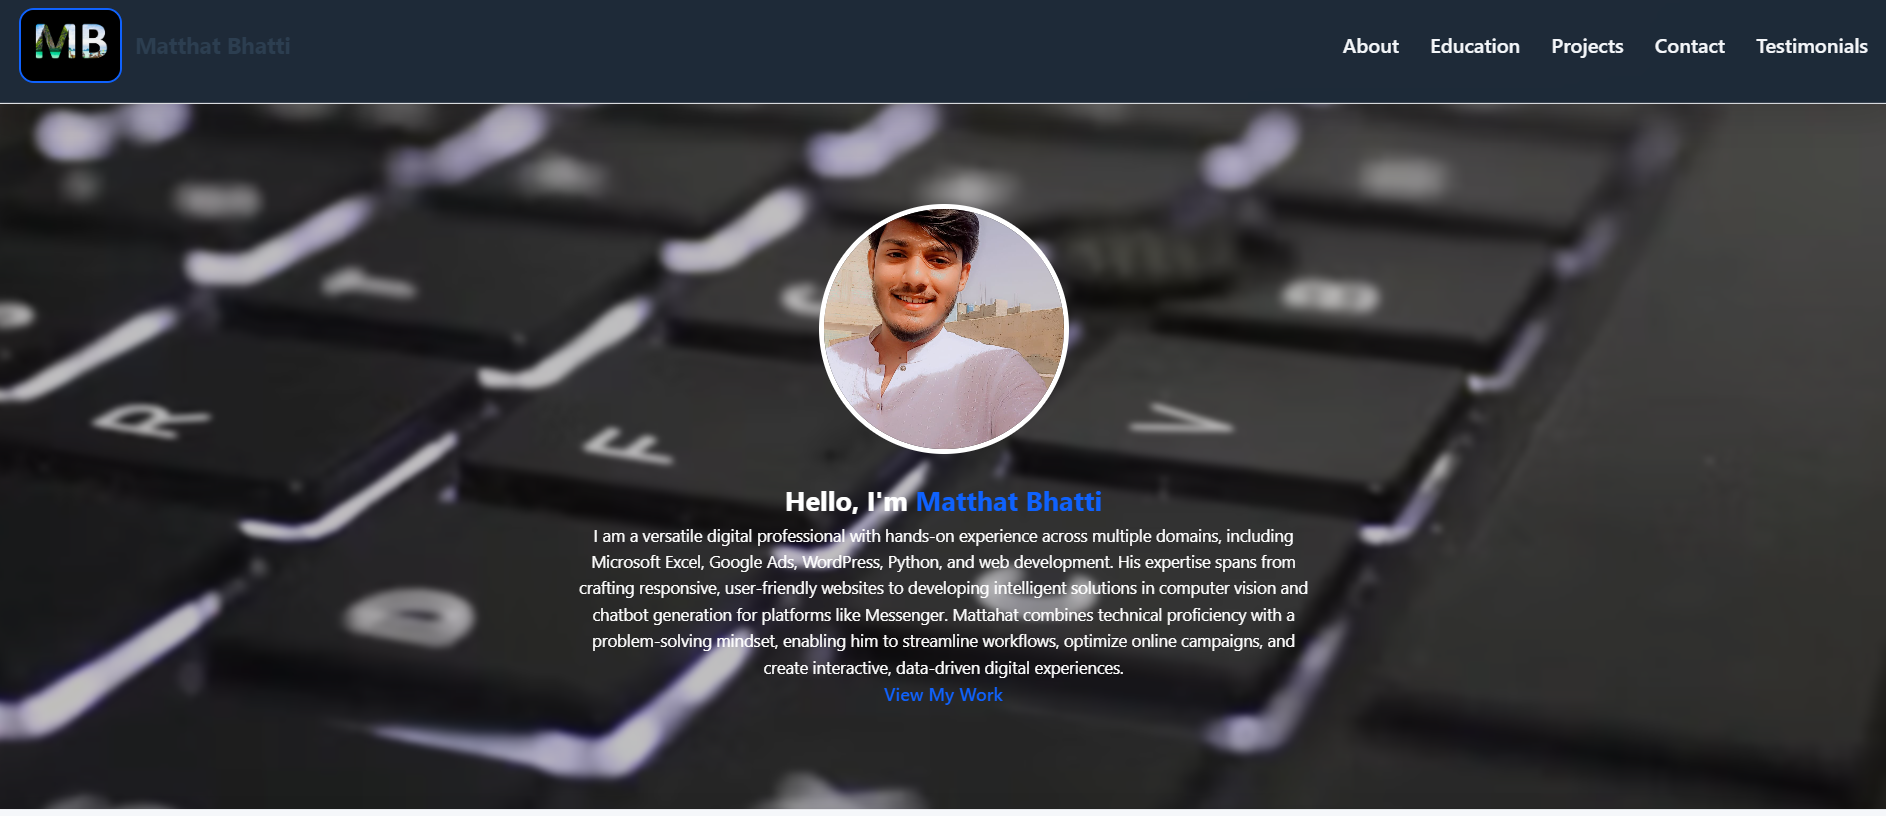 MB
Matthat Bhatti
About Education Projects Contact Testimonials
R
F
V
B
Hello, I'm Matthat Bhatti
I am a versatile digital professional with hands-on experience across multiple domains, including
Microsoft Excel, Google Ads, WordPress, Python, and web development. His expertise spans from
crafting responsive, user-friendly websites to developing intelligent solutions in computer vision and
chatbot generation for platforms like Messenger. Mattahat combines technical proficiency with a
problem-solving mindset, enabling him to streamline workflows, optimize online campaigns, and
create interactive, data-driven digital experiences.
View My Work